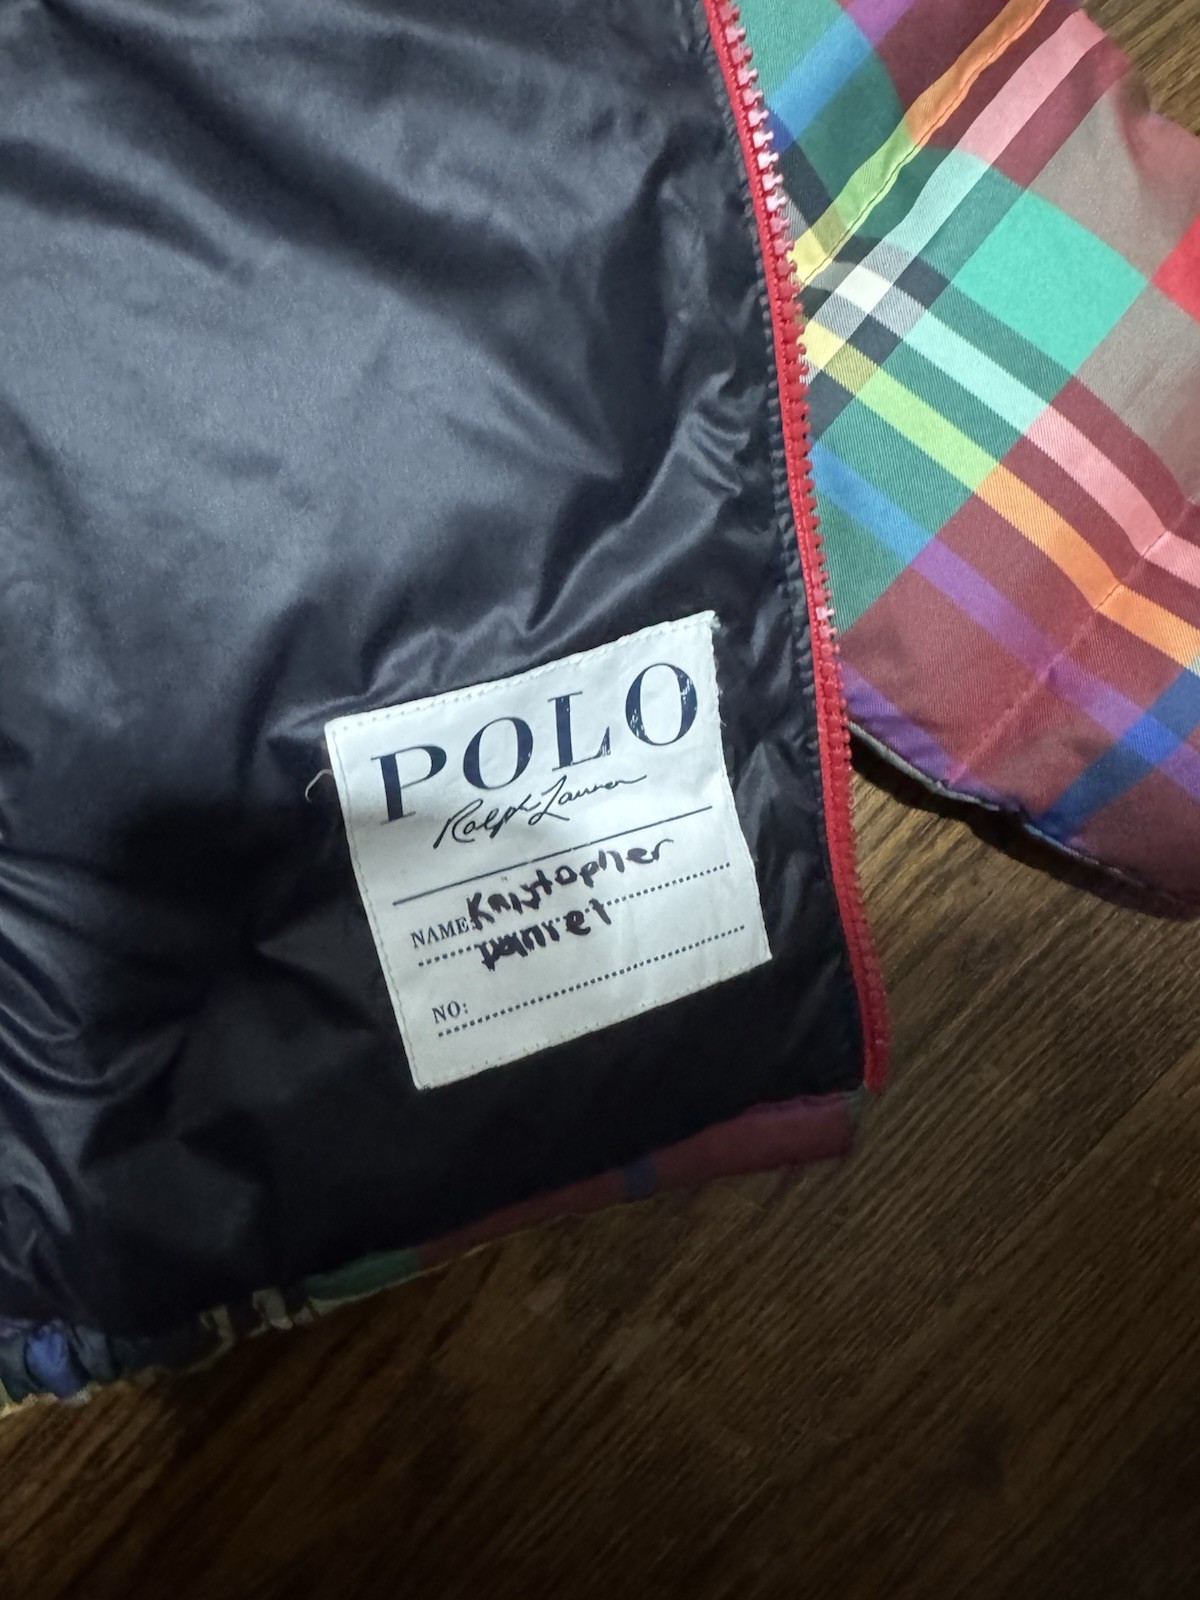 POLO
Ralph Lauren
NAME: Kristopher
NO: